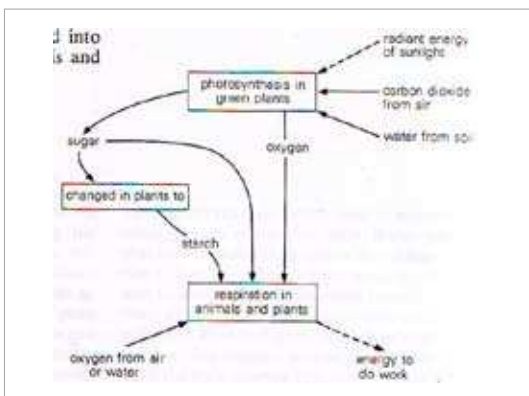 into
is and
radiant energy
of sunlight
photosynthesis in
green plants
carbon dioxide
from air
water from
sugar
oxygen
changed in plants to
starch
respiration in
animals and plants
oxygen from air
or water
energy to
do work